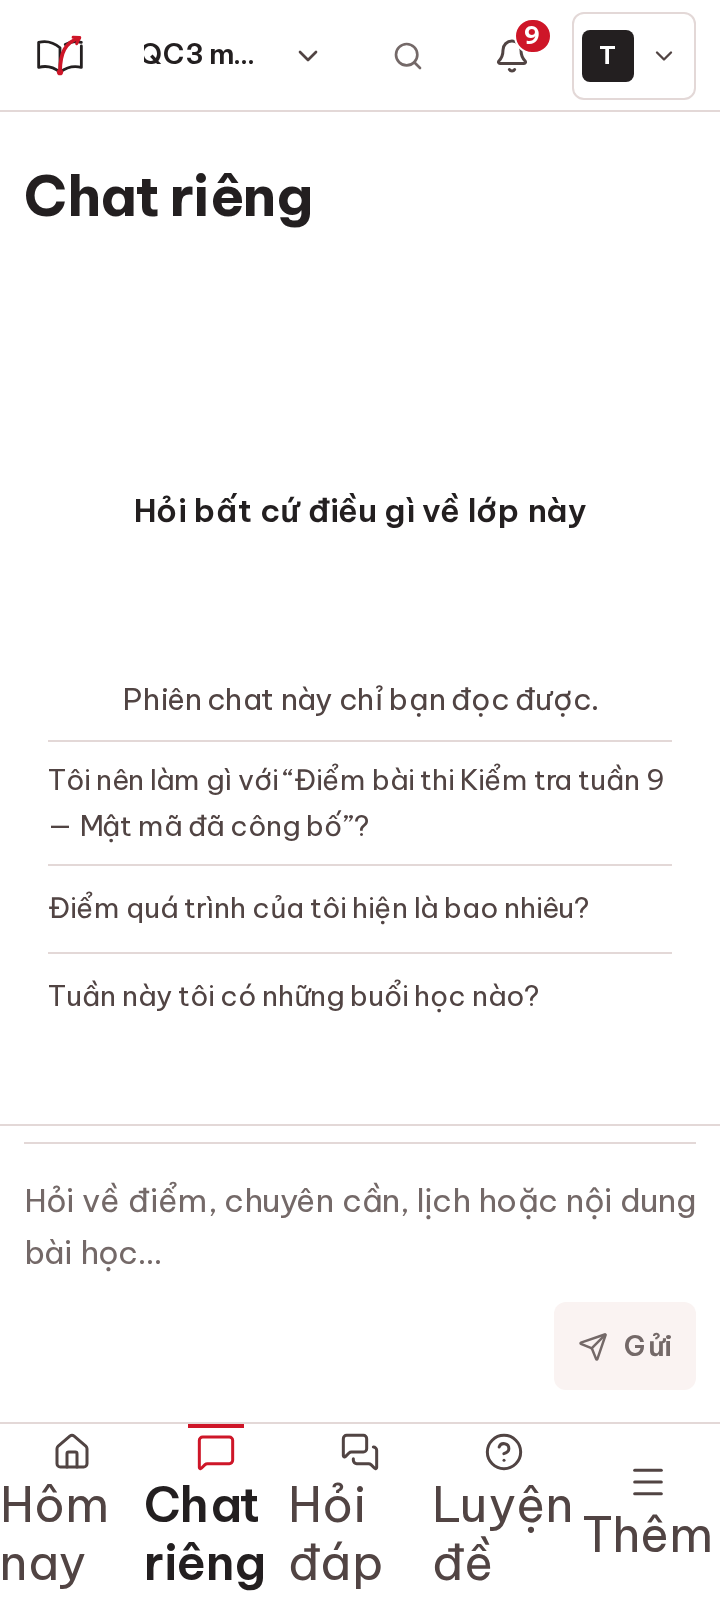 QC3 m...
9
T
Chat riêng
Hỏi bất cứ điều gì về lớp này
Phiên chat này chỉ bạn đọc được.
Tôi nên làm gì với “Điểm bài thi Kiểm tra tuần 9
— Mật mã đã công bố”?
Điểm quá trình của tôi hiện là bao nhiêu?
Tuần này tôi có những buổi học nào?
Hỏi về điểm, chuyên cần, lịch hoặc nội dung
bài học...
Gửi
Hôm
nay
Chat
riêng
Hỏi
đáp
Luyện
đề
Thêm